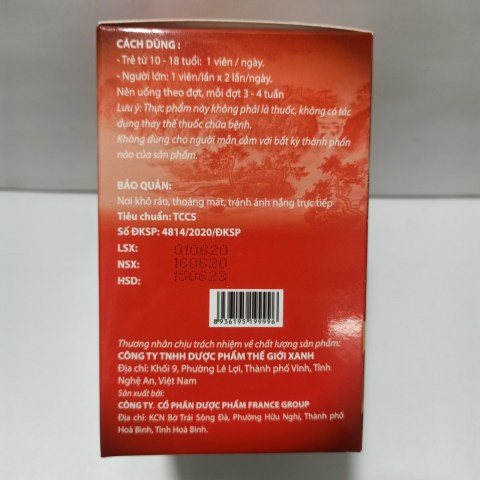 CÁCH DÙNG :
- Trẻ từ 10 - 18 tuổi: 1 viên / ngày.
- Người lớn: 1 viên/lần x 2 lần/ngày.
Nên uống theo đợt, mỗi đợt 3 - 4 tuần
Lưu ý: Thực phẩm này không phải là thuốc, không có tác
dụng thay thế thuốc chữa bệnh.
Không dùng cho người mẫn cảm với bất kỳ thành phần
nào của sản phẩm.
BẢO QUẢN:
Nơi khô ráo, thoáng mát, tránh ánh nắng trực tiếp
Tiêu chuẩn: TCCS
Số ĐKSP: 4814/2020/ĐKSP
LSX: 010620
NSX: 160620
HSD: 150623
8 936195 199996
Thương nhân chịu trách nhiệm về chất lượng sản phẩm:
CÔNG TY TNHH DƯỢC PHẨM THẾ GIỚI XANH
Địa chỉ: Khối 9, Phường Lê Lợi, Thành phố Vinh, Tỉnh
Nghệ An, Việt Nam
Sản xuất bởi:
CÔNG TY. CỔ PHẦN DƯỢC PHẨM FRANCE GROUP
Địa chỉ: KCN Bờ Trái Sông Đà, Phường Hữu Nghị, Thành phố
Hoà Bình, Tỉnh Hoà Bình.